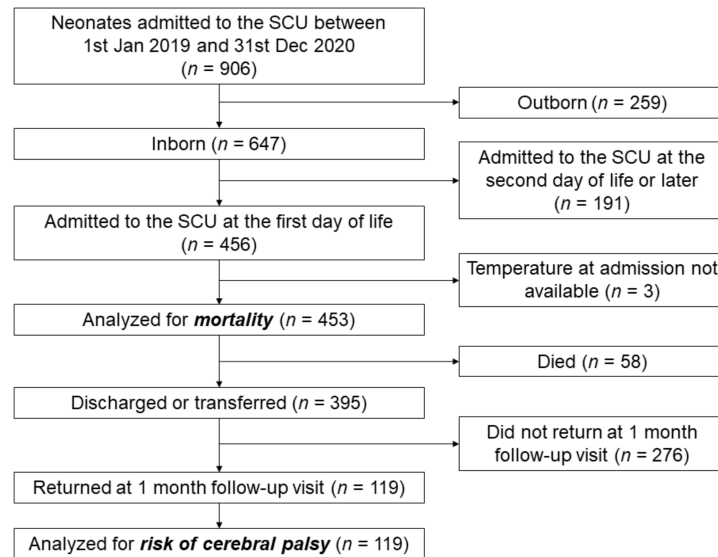 Neonates admitted to the SCU between
1st Jan 2019 and 31st Dec 2020
(n = 906)
Outborn (n = 259)
Inborn (n = 647)
Admitted to the SCU at the
second day of life or later
(n = 191)
Admitted to the SCU at the first day of life
(n = 456)
Temperature at admission not
available (n = 3)
Analyzed for mortality (n = 453)
Died (n = 58)
Discharged or transferred (n = 395)
Did not return at 1 month
follow-up visit (n = 276)
Returned at 1 month follow-up visit (n = 119)
Analyzed for risk of cerebral palsy (n = 119)